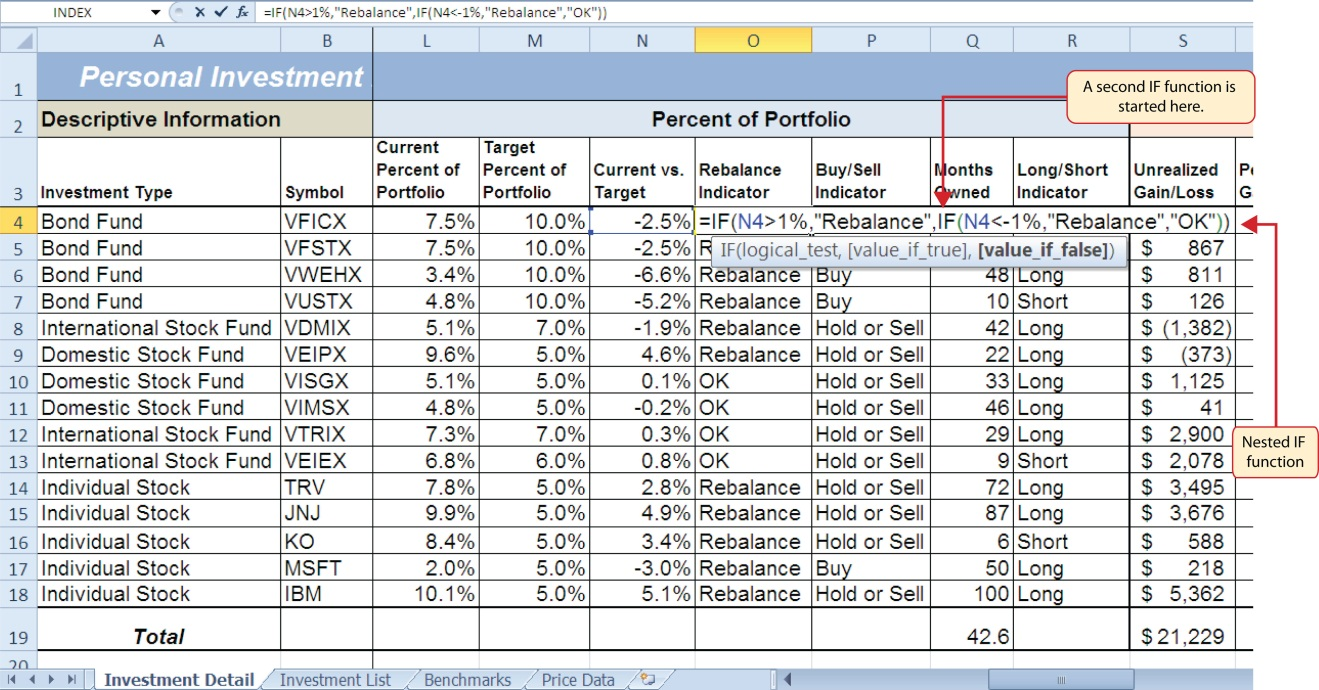 INDEX fx =IF(N4>1%,"Rebalance",IF(N4<-1%,"Rebalance","OK"))
A B L M N O P Q R S
1 Personal Investment
A second IF function is
started here.
2 Descriptive Information Percent of Portfolio
Current Target
Percent of Percent of Current vs. Rebalance Buy/Sell Months Long/Short Unrealized Pe
3 Investment Type Symbol Portfolio Portfolio Target Indicator Indicator Owned Indicator Gain/Loss G
4 Bond Fund VFICX 7.5% 10.0% -2.5% =IF(N4>1%,"Rebalance",IF(N4<-1%,"Rebalance","OK"))
5 Bond Fund VFSTX 7.5% 10.0% -2.5% R IF(logical_test, [value_if_true], [value_if_false]) $ 867
6 Bond Fund VWEHX 3.4% 10.0% -6.6% Rebalance Buy 48 Long $ 811
7 Bond Fund VUSTX 4.8% 10.0% -5.2% Rebalance Buy 10 Short $ 126
8 International Stock Fund VDMIX 5.1% 7.0% -1.9% Rebalance Hold or Sell 42 Long $ (1,382)
9 Domestic Stock Fund VEIPX 9.6% 5.0% 4.6% Rebalance Hold or Sell 22 Long $ (373)
10 Domestic Stock Fund VISGX 5.1% 5.0% 0.1% OK Hold or Sell 33 Long $ 1,125
11 Domestic Stock Fund VIMSX 4.8% 5.0% -0.2% OK Hold or Sell 46 Long $ 41
12 International Stock Fund VTRIX 7.3% 7.0% 0.3% OK Hold or Sell 29 Long $ 2,900
13 International Stock Fund VEIEX 6.8% 6.0% 0.8% OK Hold or Sell 9 Short $ 2,078
Nested IF
function
14 Individual Stock TRV 7.8% 5.0% 2.8% Rebalance Hold or Sell 72 Long $ 3,495
15 Individual Stock JNJ 9.9% 5.0% 4.9% Rebalance Hold or Sell 87 Long $ 3,676
16 Individual Stock KO 8.4% 5.0% 3.4% Rebalance Hold or Sell 6 Short $ 588
17 Individual Stock MSFT 2.0% 5.0% -3.0% Rebalance Buy 50 Long $ 218
18 Individual Stock IBM 10.1% 5.0% 5.1% Rebalance Hold or Sell 100 Long $ 5,362
19 Total 42.6 $ 21,229
20
Investment Detail Investment List Benchmarks Price Data